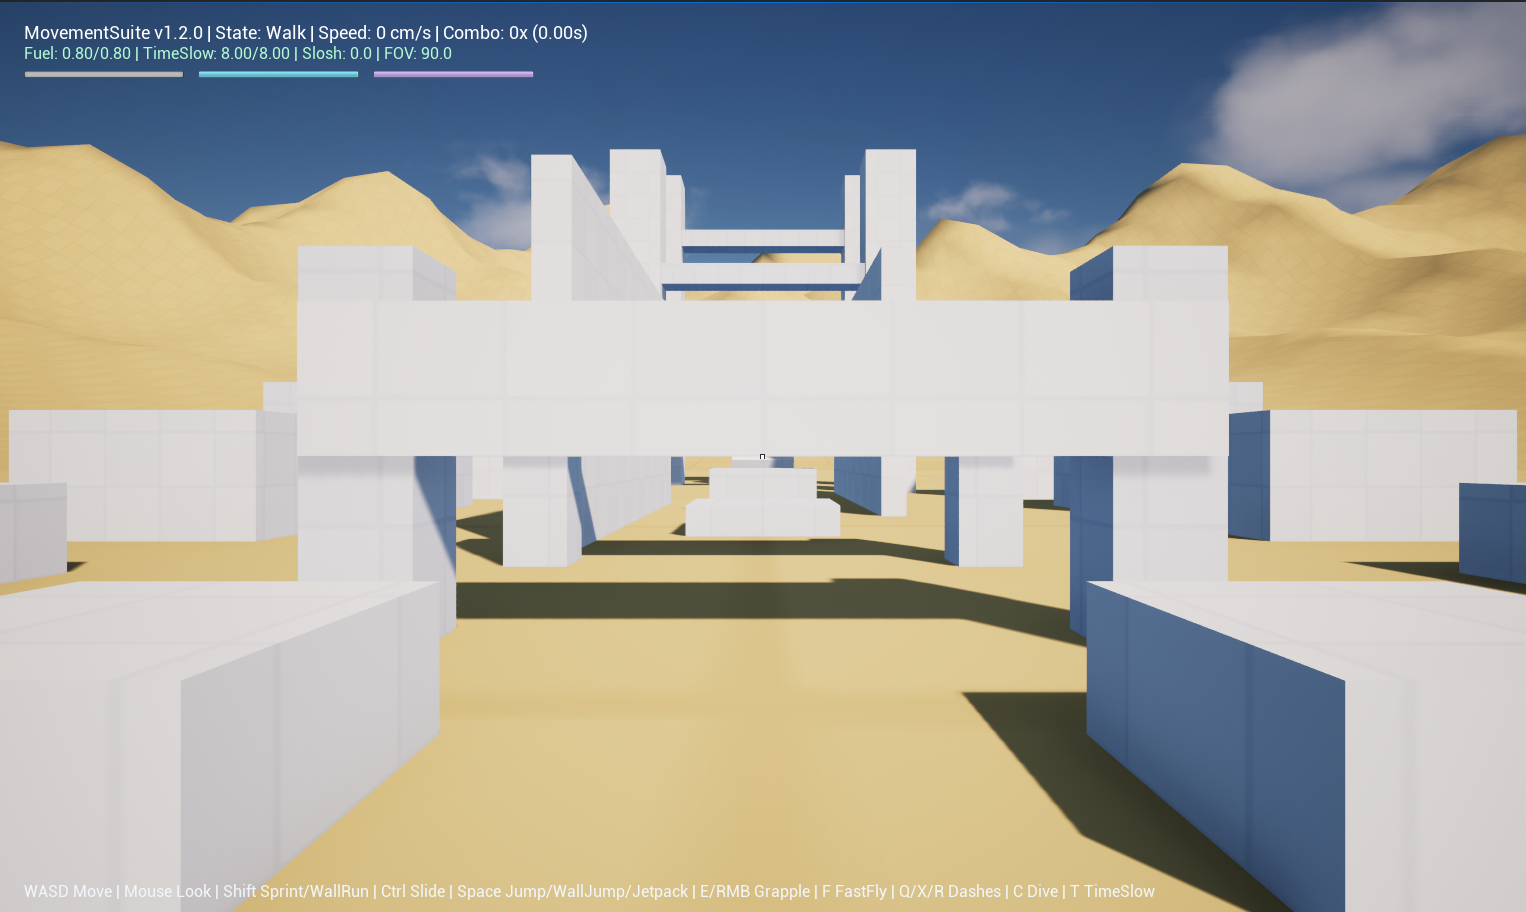 MovementSuite v1.2.0 | State: Walk | Speed: 0 cm/s | Combo: 0x (0.00s)
Fuel: 0.80/0.80 | TimeSlow: 8.00/8.00 | Slosh: 0.0 | FOV: 90.0
WASD Move | Mouse Look | Shift Sprint/WallRun | Ctrl Slide | Space Jump/WallJump/Jetpack | E/RMB Grapple | F FastFly | Q/X/R Dashes | C Dive | T TimeSlow